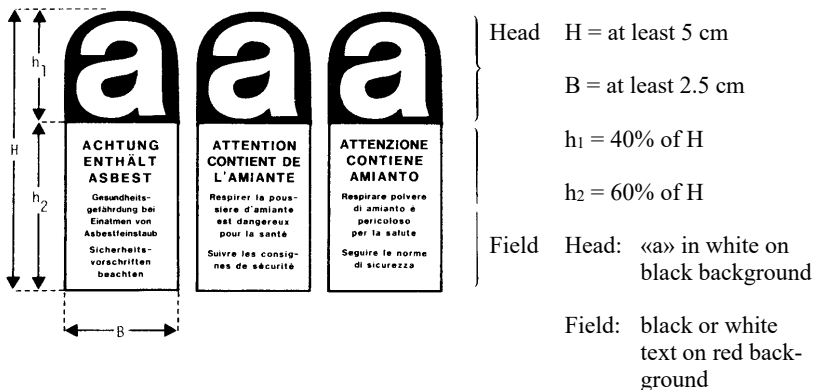 H
h1
h2
B
a
ACHTUNG
ENTHÄLT
ASBEST
Gesundheits-
gefährdung bei
Einatmen von
Asbestfeinstaub
Sicherheits-
vorschriften
beachten
a
ATTENTION
CONTIENT DE
L'AMIANTE
Respirer la pous-
siere d'amiante
est dangereux
pour la santé
Suivre les consig-
nes de sécurité
a
ATTENZIONE
CONTIENE
AMIANTO
Respirare polvere
di amianto è
pericoloso
per la salute
Seguire le norme
di sicurezza
Head H = at least 5 cm
B = at least 2.5 cm
h1 = 40% of H
h2 = 60% of H
Field Head: «a» in white on
black background
Field: black or white
text on red back-
ground